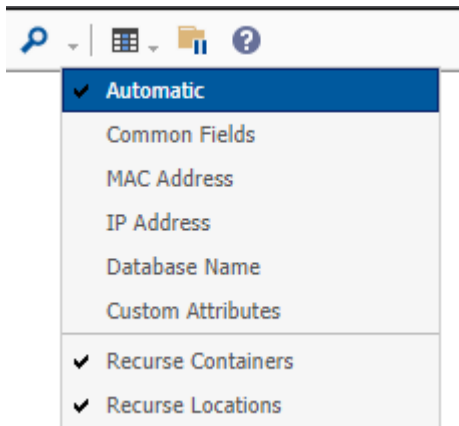 Automatic
Common Fields
MAC Address
IP Address
Database Name
Custom Attributes
Recurse Containers
Recurse Locations